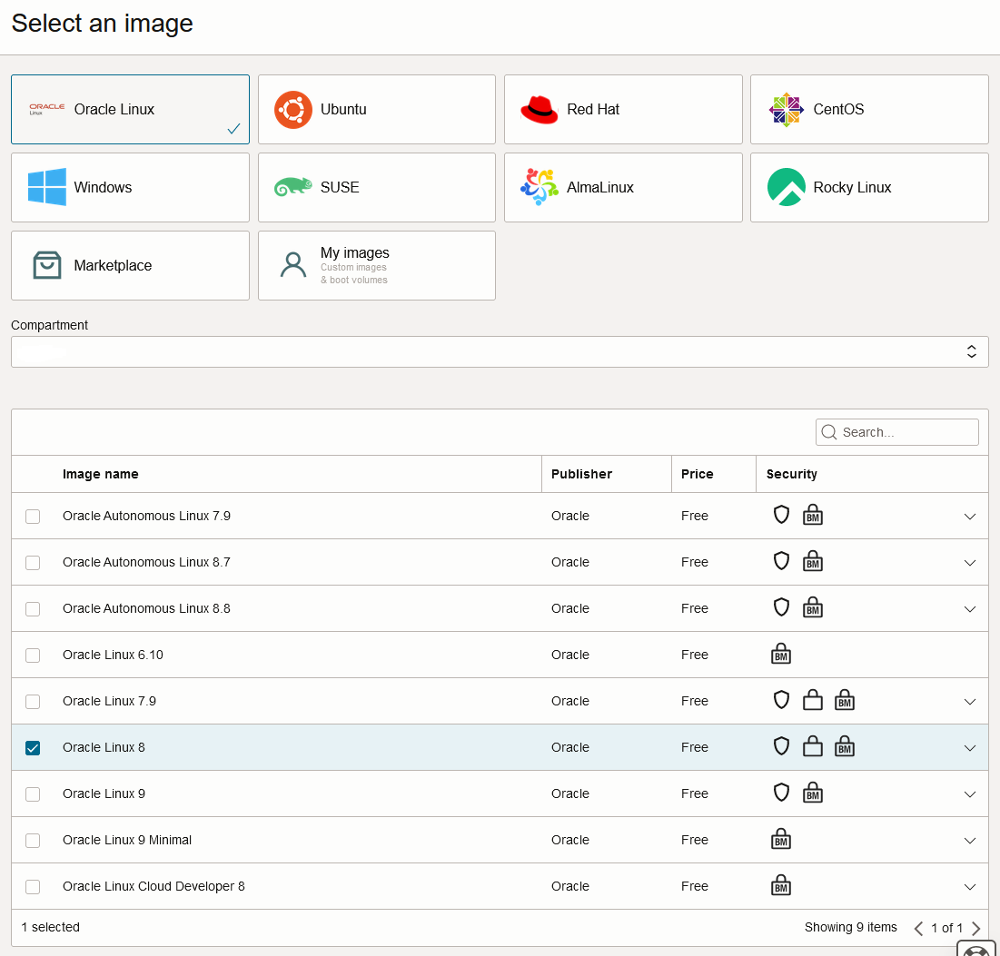 Select an image
ORACLE
Linux
Oracle Linux
Ubuntu
Red Hat
CentOS
Windows
SUSE
AlmaLinux
Rocky Linux
Marketplace
My images
Custom images
& boot volumes
Compartment
Search...
Image name Publisher Price Security
Oracle Autonomous Linux 7.9 Oracle Free BM
Oracle Autonomous Linux 8.7 Oracle Free BM
Oracle Autonomous Linux 8.8 Oracle Free BM
Oracle Linux 6.10 Oracle Free BM
Oracle Linux 7.9 Oracle Free BM
Oracle Linux 8 Oracle Free BM
Oracle Linux 9 Oracle Free BM
Oracle Linux 9 Minimal Oracle Free BM
Oracle Linux Cloud Developer 8 Oracle Free BM
1 selected Showing 9 items 1 of 1